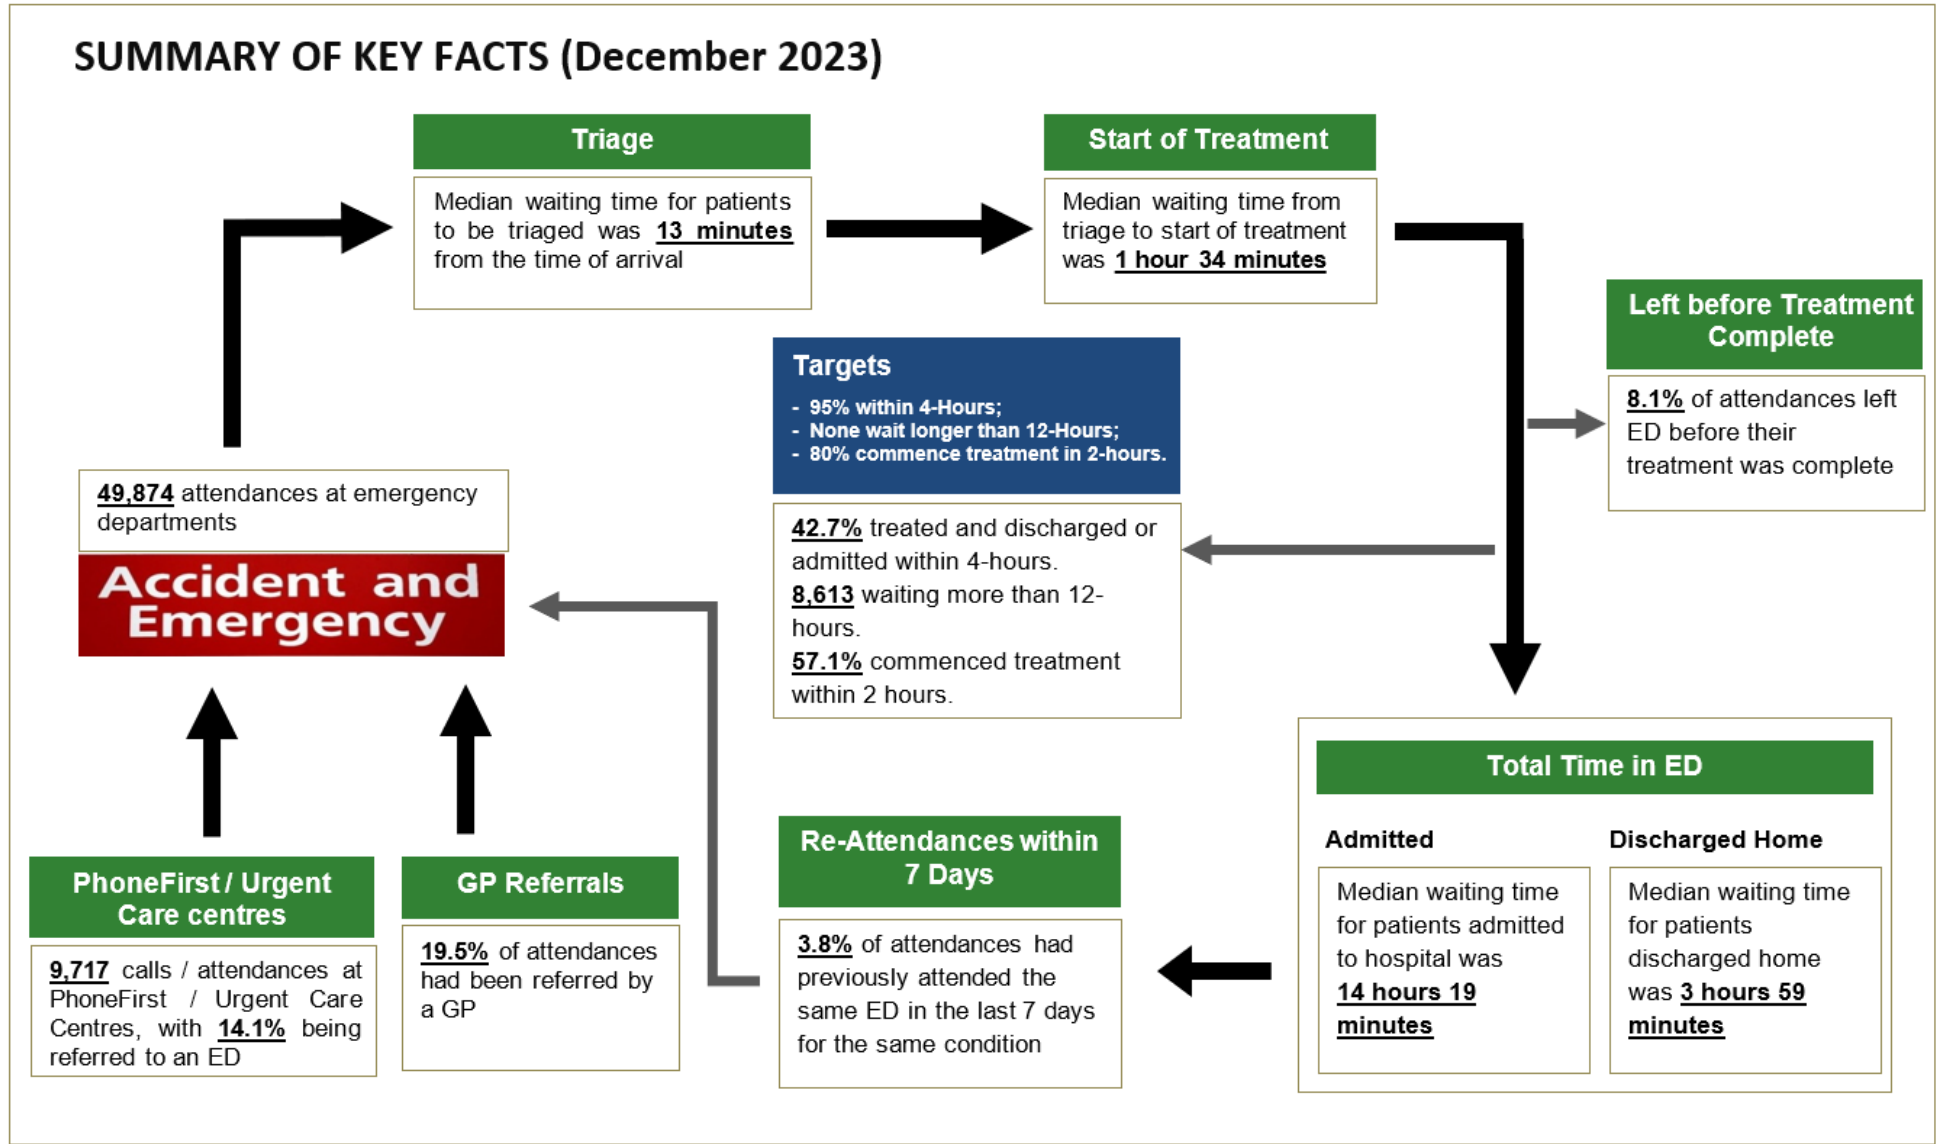 SUMMARY OF KEY FACTS (December 2023)
Triage
Median waiting time for patients
to be triaged was 13 minutes
from the time of arrival
Start of Treatment
Median waiting time from
triage to start of treatment
was 1 hour 34 minutes
Left before Treatment
Complete
8.1% of attendances left
ED before their
treatment was complete
Targets
- 95% within 4-Hours;
- None wait longer than 12-Hours;
- 80% commence treatment in 2-hours.
42.7% treated and discharged or
admitted within 4-hours.
8,613 waiting more than 12-
hours.
57.1% commenced treatment
within 2 hours.
49,874 attendances at emergency
departments
Accident and
Emergency
PhoneFirst / Urgent
Care centres
9,717 calls / attendances at
PhoneFirst / Urgent Care
Centres, with 14.1% being
referred to an ED
GP Referrals
19.5% of attendances
had been referred by
a GP
Re-Attendances within
7 Days
3.8% of attendances had
previously attended the
same ED in the last 7 days
for the same condition
Total Time in ED
Admitted
Median waiting time
for patients admitted
to hospital was
14 hours 19
minutes
Discharged Home
Median waiting time
for patients
discharged home
was 3 hours 59
minutes